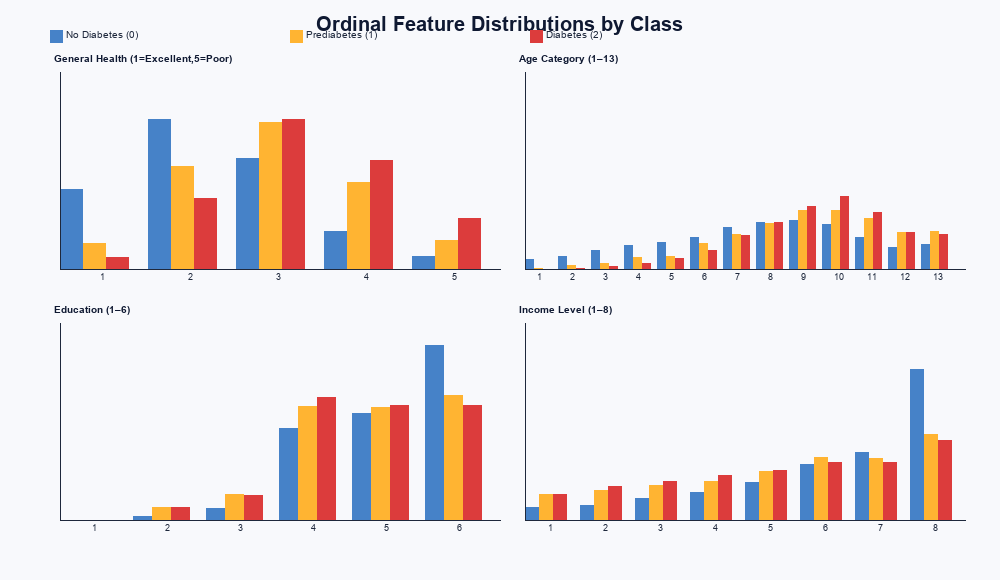 Ordinal Feature Distributions by Class
No Diabetes (0) Prediabetes (1) Diabetes (2)
General Health (1=Excellent,5=Poor)
1 2 3 4 5
Age Category (1–13)
1 2 3 4 5 6 7 8 9 10 11 12 13
Education (1–6)
1 2 3 4 5 6
Income Level (1–8)
1 2 3 4 5 6 7 8